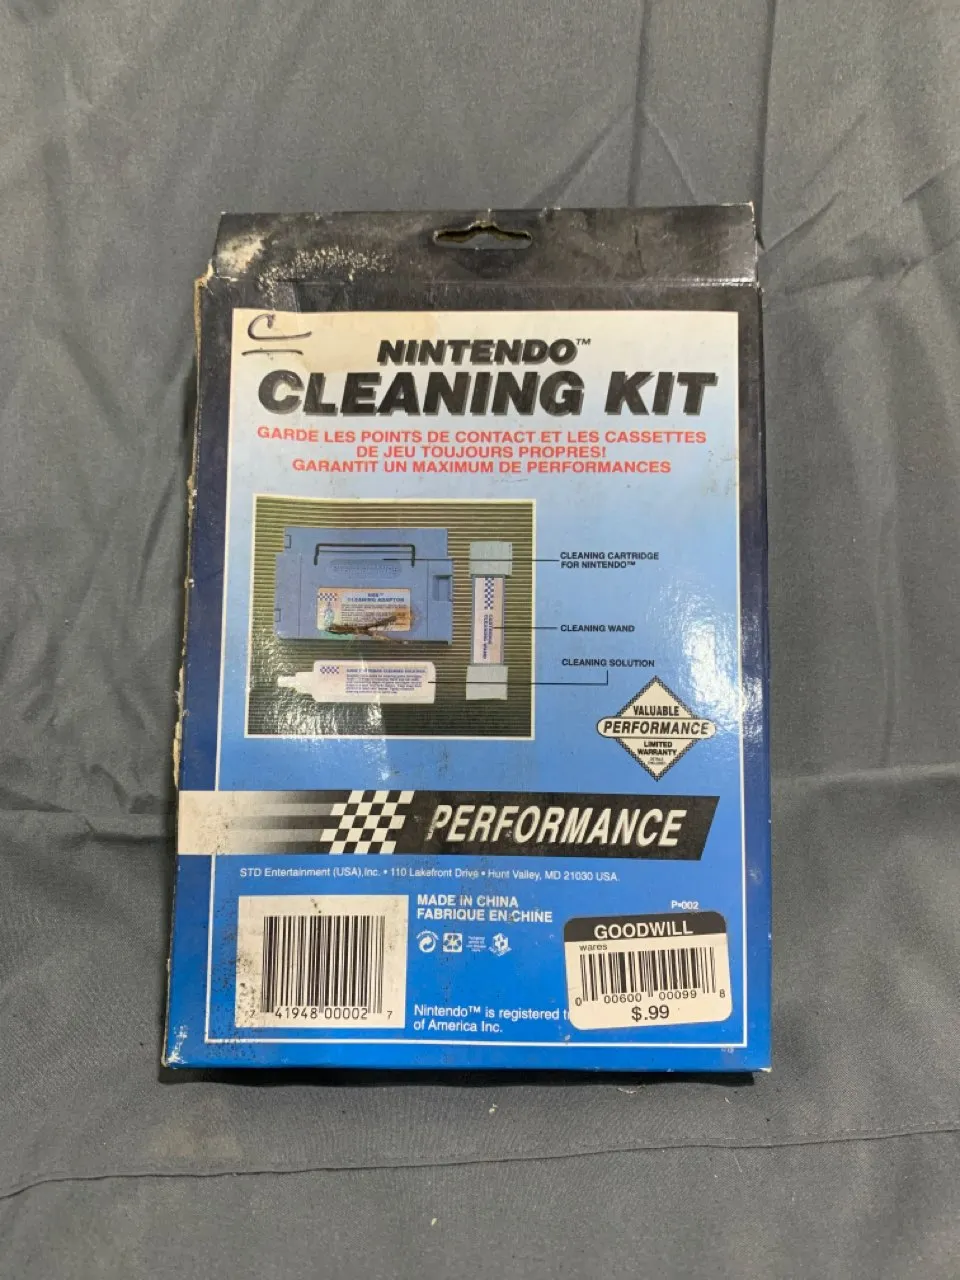 C
NINTENDO™
CLEANING KIT
GARDE LES POINTS DE CONTACT ET LES CASSETTES
DE JEU TOUJOURS PROPRES!
GARANTIT UN MAXIMUM DE PERFORMANCES
CLEANING CARTRIDGE
FOR NINTENDO™
CLEANING ADAPTOR
CLEANING WAND
CLEANING SOLUTION
VALUABLE
PERFORMANCE
LIMITED
WARRANTY
PERFORMANCE
STD Entertainment (USA), Inc. • 110 Lakefront Drive • Hunt Valley, MD 21030 USA.
MADE IN CHINA
FABRIQUE EN CHINE
P•002
7 41948 00002 7
Nintendo™ is registered t
of America Inc.
GOODWILL
wares
0 00600 00099 8
$.99